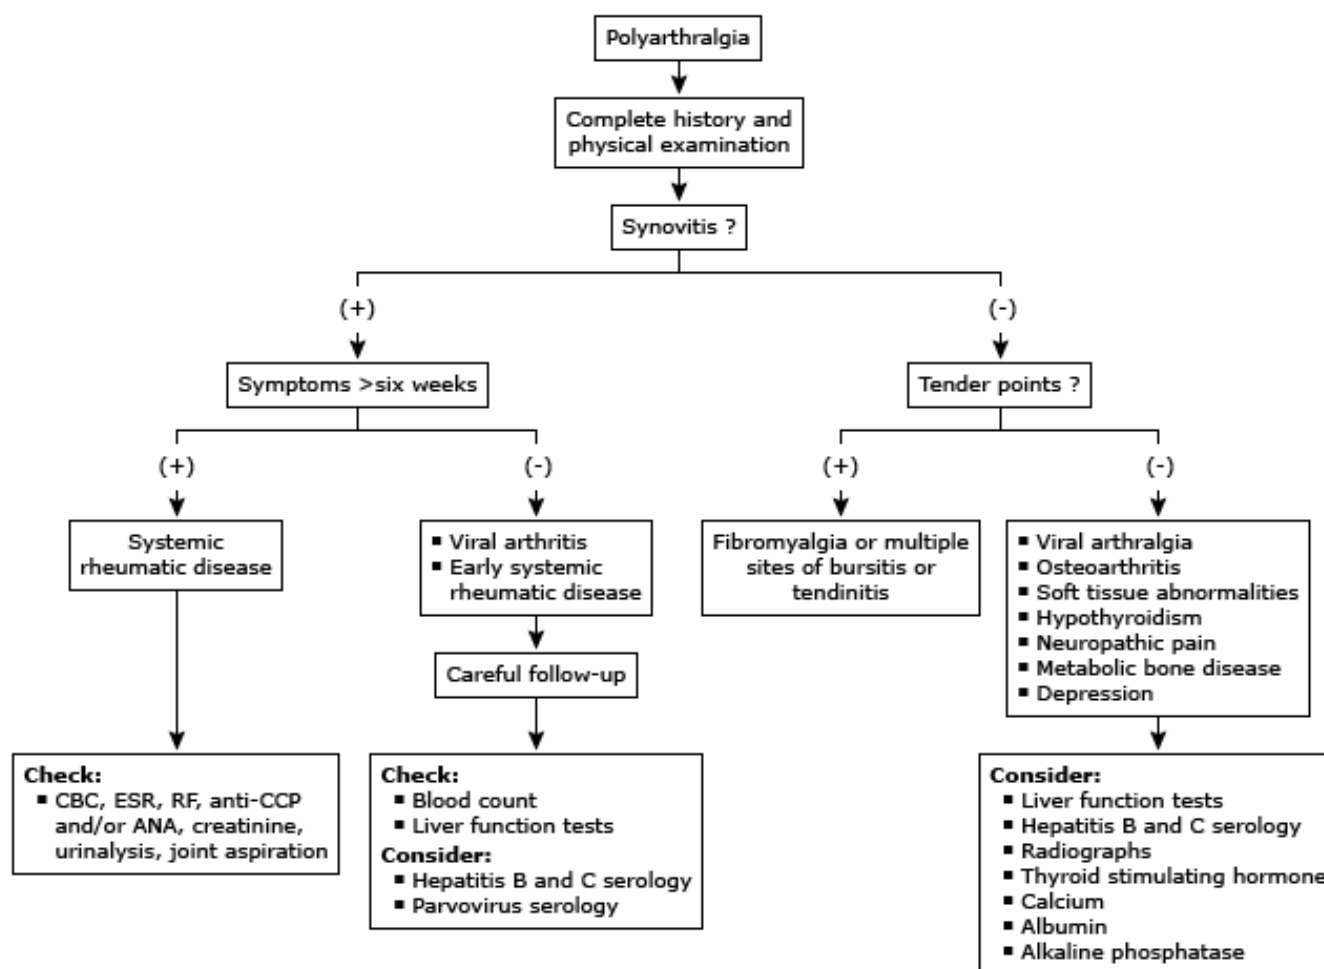 Polyarthralgia
Complete history and
physical examination
Synovitis ?
(+)
(-)
Symptoms >six weeks
Tender points ?
(+)
(-)
(+)
(-)
Systemic
rheumatic disease
▪ Viral arthritis
▪ Early systemic
rheumatic disease
Fibromyalgia or multiple
sites of bursitis or
tendinitis
▪ Viral arthralgia
▪ Osteoarthritis
▪ Soft tissue abnormalities
▪ Hypothyroidism
▪ Neuropathic pain
▪ Metabolic bone disease
▪ Depression
Careful follow-up
Check:
▪ CBC, ESR, RF, anti-CCP
and/or ANA, creatinine,
urinalysis, joint aspiration
Check:
▪ Blood count
▪ Liver function tests
Consider:
▪ Hepatitis B and C serology
▪ Parvovirus serology
Consider:
▪ Liver function tests
▪ Hepatitis B and C serology
▪ Radiographs
▪ Thyroid stimulating hormone
▪ Calcium
▪ Albumin
▪ Alkaline phosphatase